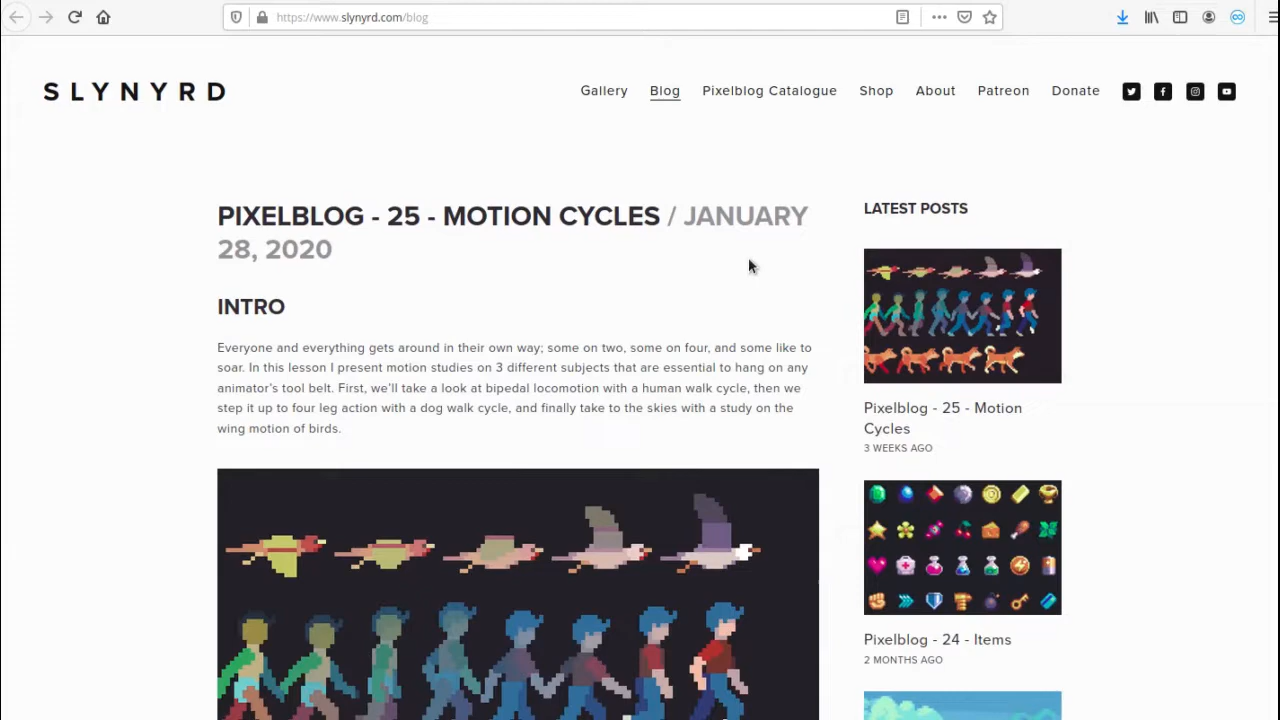 https://www.slynyrd.com/blog
SLYNYRD
Gallery Blog Pixelblog Catalogue Shop About Patreon Donate
PIXELBLOG - 25 - MOTION CYCLES / JANUARY
28, 2020
INTRO
Everyone and everything gets around in their own way; some on two, some on four, and some like to
soar. In this lesson I present motion studies on 3 different subjects that are essential to hang on any
animator's tool belt. First, we'll take a look at bipedal locomotion with a human walk cycle, then we
step it up to four leg action with a dog walk cycle, and finally take to the skies with a study on the
wing motion of birds.
LATEST POSTS
Pixelblog - 25 - Motion
Cycles
3 WEEKS AGO
Pixelblog - 24 - Items
2 MONTHS AGO